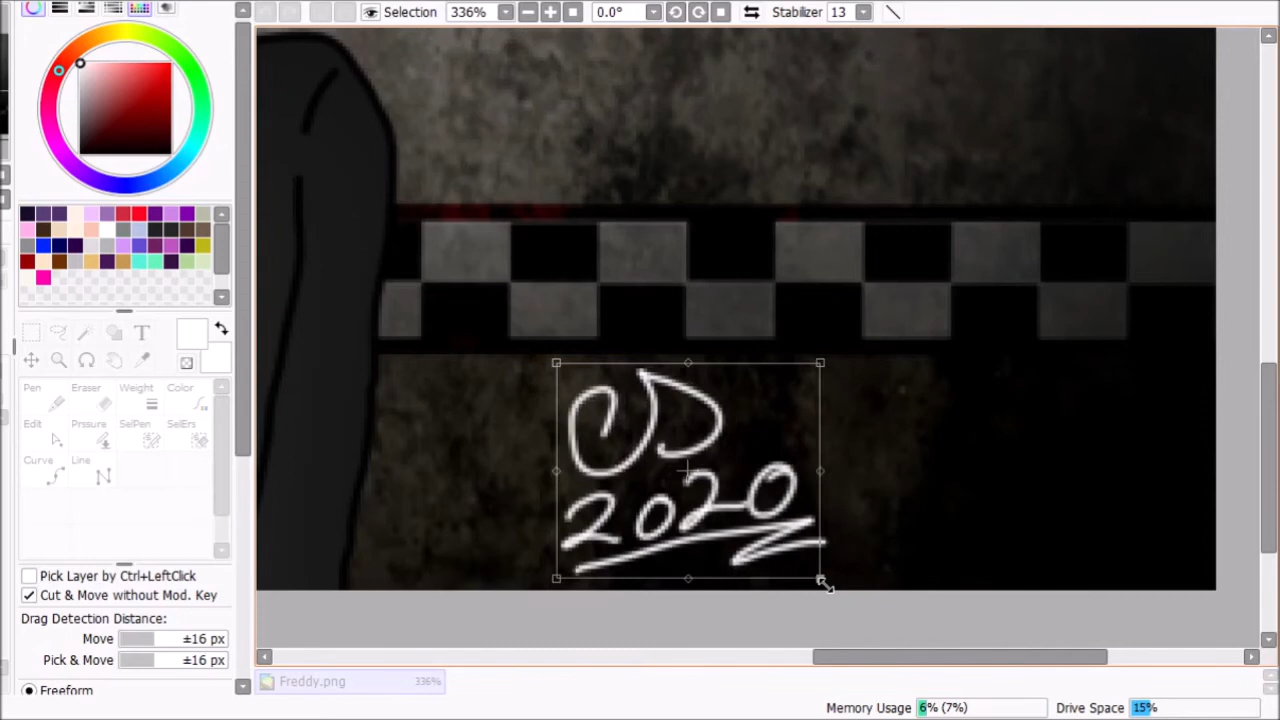 Selection 336% 0.0° Stabilizer 13
T
Pen Eraser Weight Color
Edit Prssure SelPen SelErs
Curve Line
Pick Layer by Ctrl+LeftClick
Cut & Move without Mod. Key
Drag Detection Distance:
Move ±16 px
Pick & Move ±16 px
Freeform
CD
2020
Freddy.png 336%
Memory Usage 6% (7%) Drive Space 15%